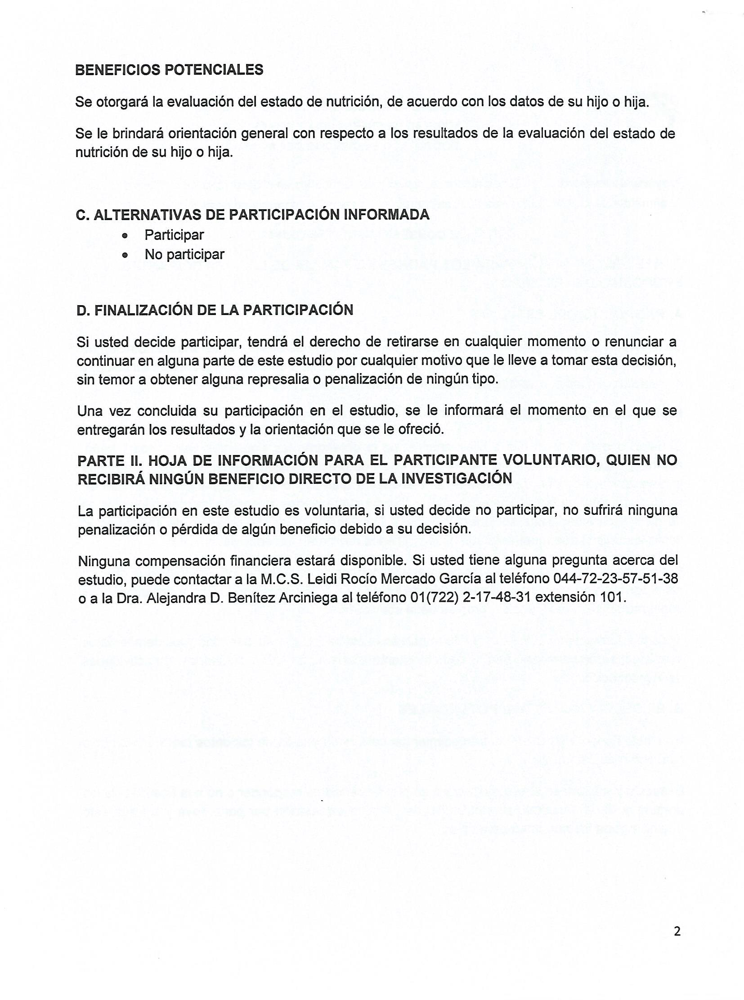 BENEFICIOS POTENCIALES
Se otorgará la evaluación del estado de nutrición, de acuerdo con los datos de su hijo o hija.
Se le brindará orientación general con respecto a los resultados de la evaluación del estado de
nutrición de su hijo o hija.
C. ALTERNATIVAS DE PARTICIPACIÓN INFORMADA
• Participar
• No participar
D. FINALIZACIÓN DE LA PARTICIPACIÓN
Si usted decide participar, tendrá el derecho de retirarse en cualquier momento o renunciar a
continuar en alguna parte de este estudio por cualquier motivo que le lleve a tomar esta decisión,
sin temor a obtener alguna represalia o penalización de ningún tipo.
Una vez concluida su participación en el estudio, se le informará el momento en el que se
entregarán los resultados y la orientación que se le ofreció.
PARTE II. HOJA DE INFORMACIÓN PARA EL PARTICIPANTE VOLUNTARIO, QUIEN NO
RECIBIRÁ NINGÚN BENEFICIO DIRECTO DE LA INVESTIGACIÓN
La participación en este estudio es voluntaria, si usted decide no participar, no sufrirá ninguna
penalización o pérdida de algún beneficio debido a su decisión.
Ninguna compensación financiera estará disponible. Si usted tiene alguna pregunta acerca del
estudio, puede contactar a la M.C.S. Leidi Rocío Mercado García al teléfono 044-72-23-57-51-38
o a la Dra. Alejandra D. Benítez Arciniega al teléfono 01(722) 2-17-48-31 extensión 101.
2